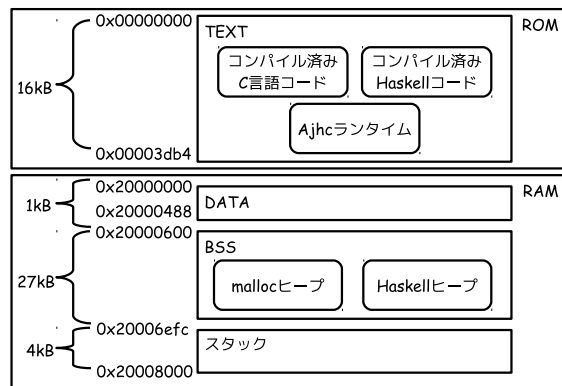 0x00000000
TEXT
ROM
コンパイル済み
C言語コード
コンパイル済み
Haskellコード
16kB
Ajhcランタイム
0x00003db4
0x20000000
RAM
1kB
DATA
0x20000488
0x20000600
BSS
27kB
mallocヒープ
Haskellヒープ
0x20006efc
スタック
4kB
0x20008000